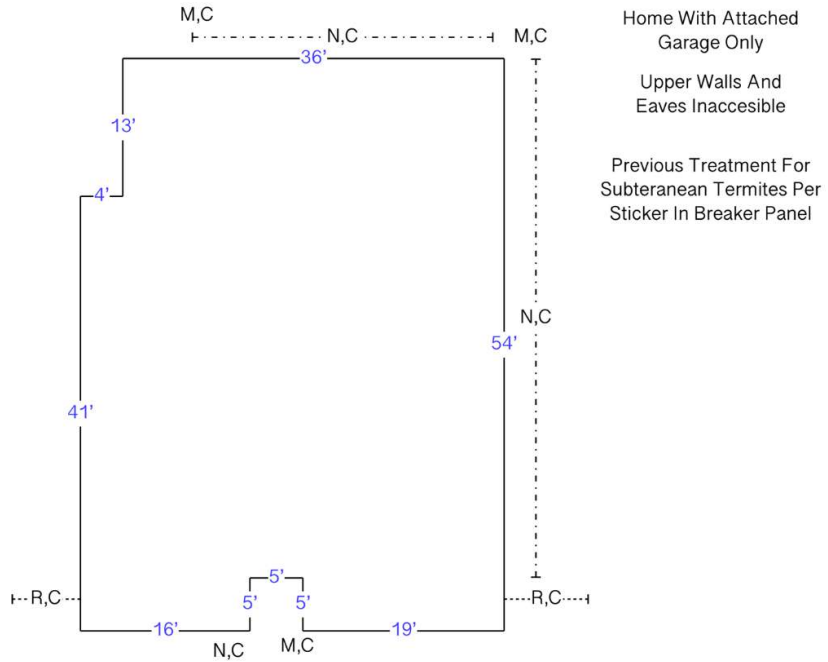 M,C
N,C
M,C
36'
13'
4'
N,C
54'
41'
5'
R,C
5'
5'
R,C
16'
19'
N,C
M,C
Home With Attached
Garage Only
Upper Walls And
Eaves Inaccesible
Previous Treatment For
Subteranean Termites Per
Sticker In Breaker Panel